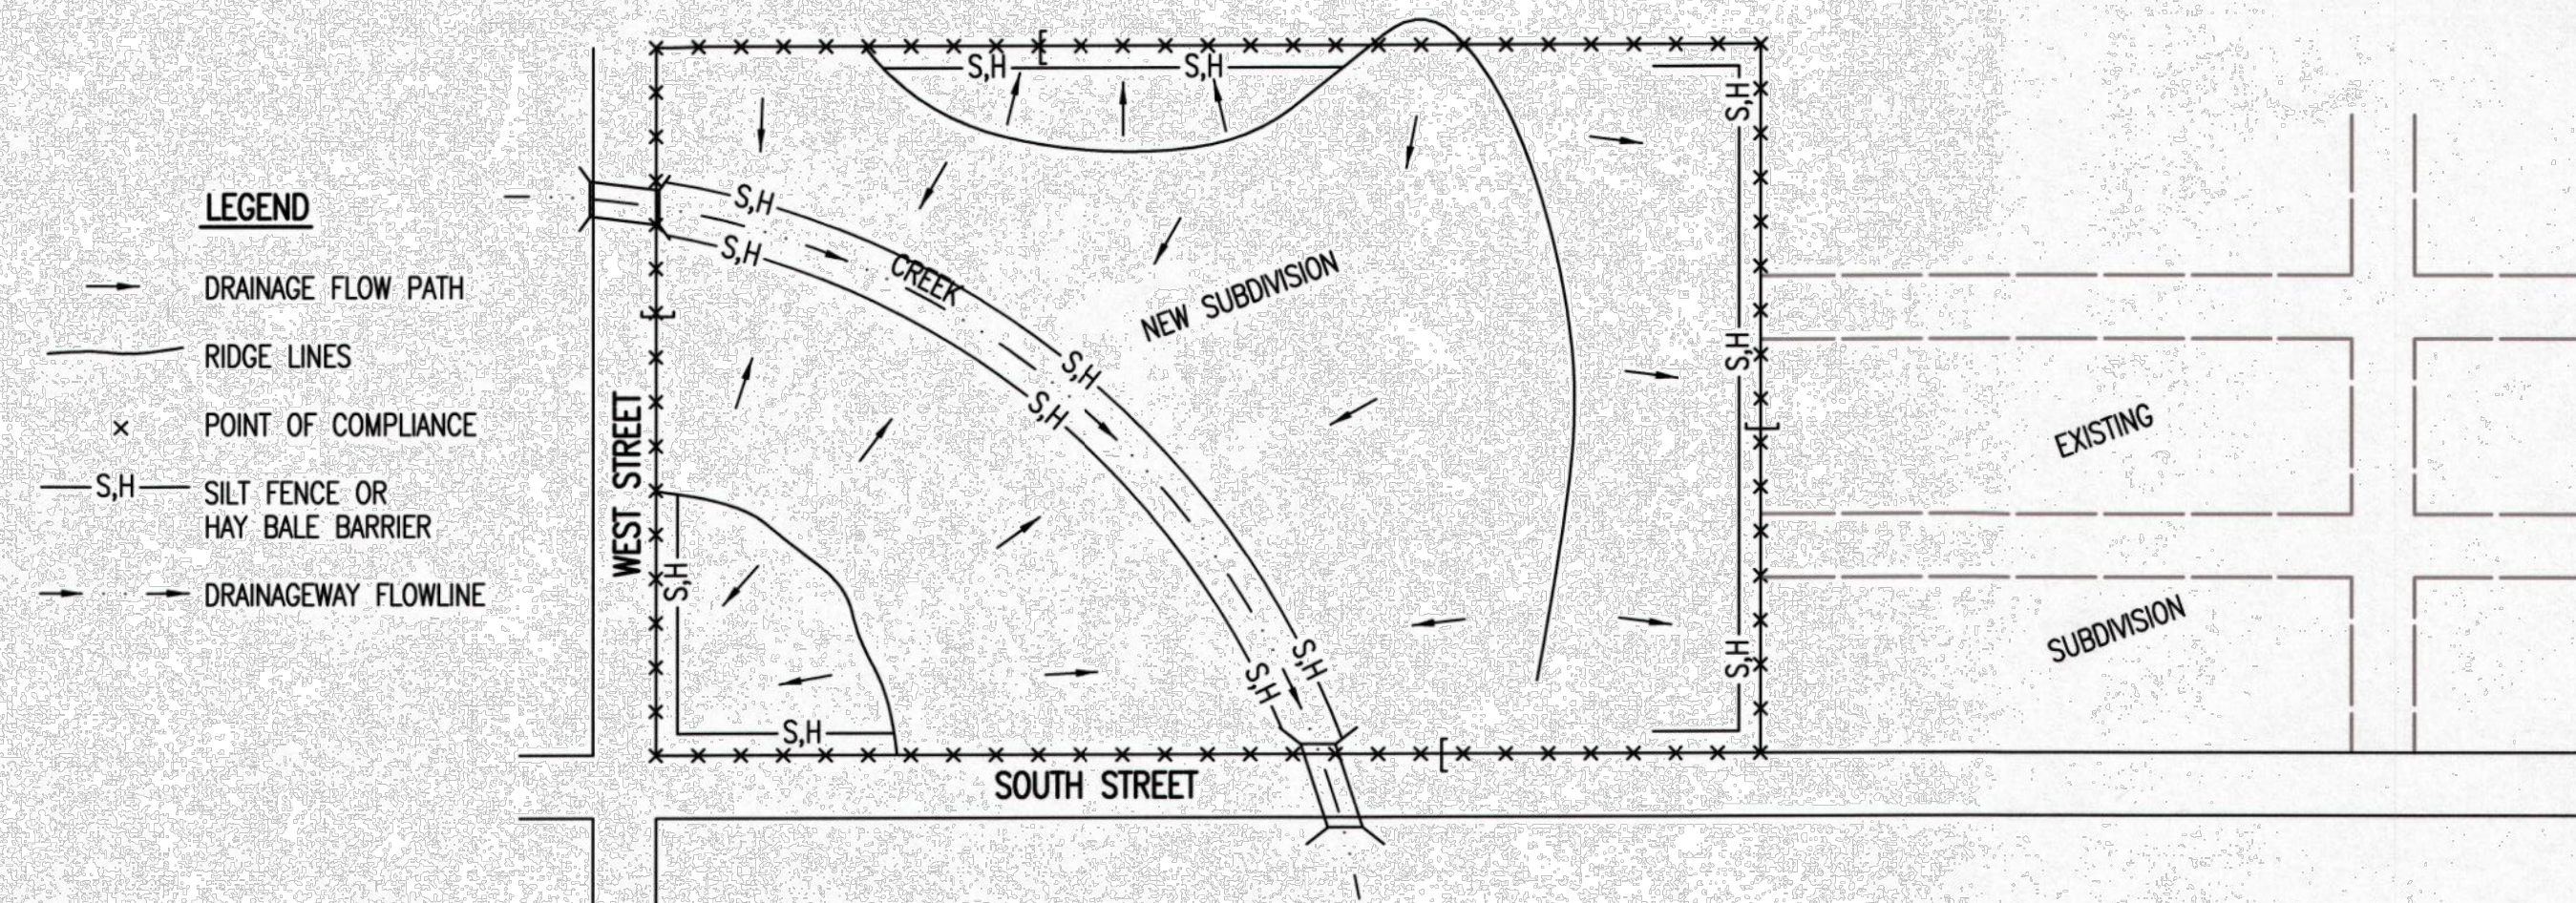 LEGEND
DRAINAGE FLOW PATH
RIDGE LINES
POINT OF COMPLIANCE
S,H
SILT FENCE OR
HAY BALE BARRIER
DRAINAGEWAY FLOWLINE
WEST STREET
S,H
S,H
S,H
S,H
S,H
CREEK
NEW SUBDIVISION
S,H
S,H
S,H
S,H
S,H
S,H
SOUTH STREET
S,H
S,H
S,H
EXISTING
SUBDIVISION